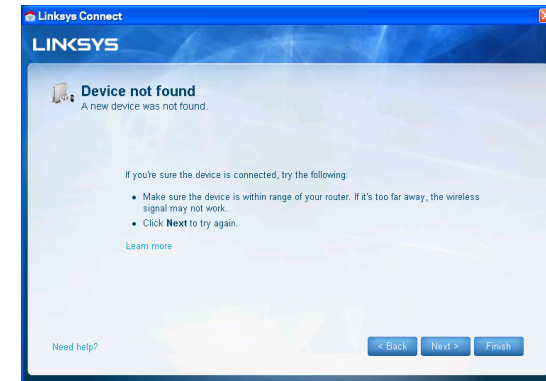 Linksys Connect
LINKSYS
Device not found
A new device was not found.
If you're sure the device is connected, try the following:
• Make sure the device is within range of your router. If it's too far away, the wireless
signal may not work.
• Click Next to try again.
Learn more
Need help?
< Back
Next >
Finish